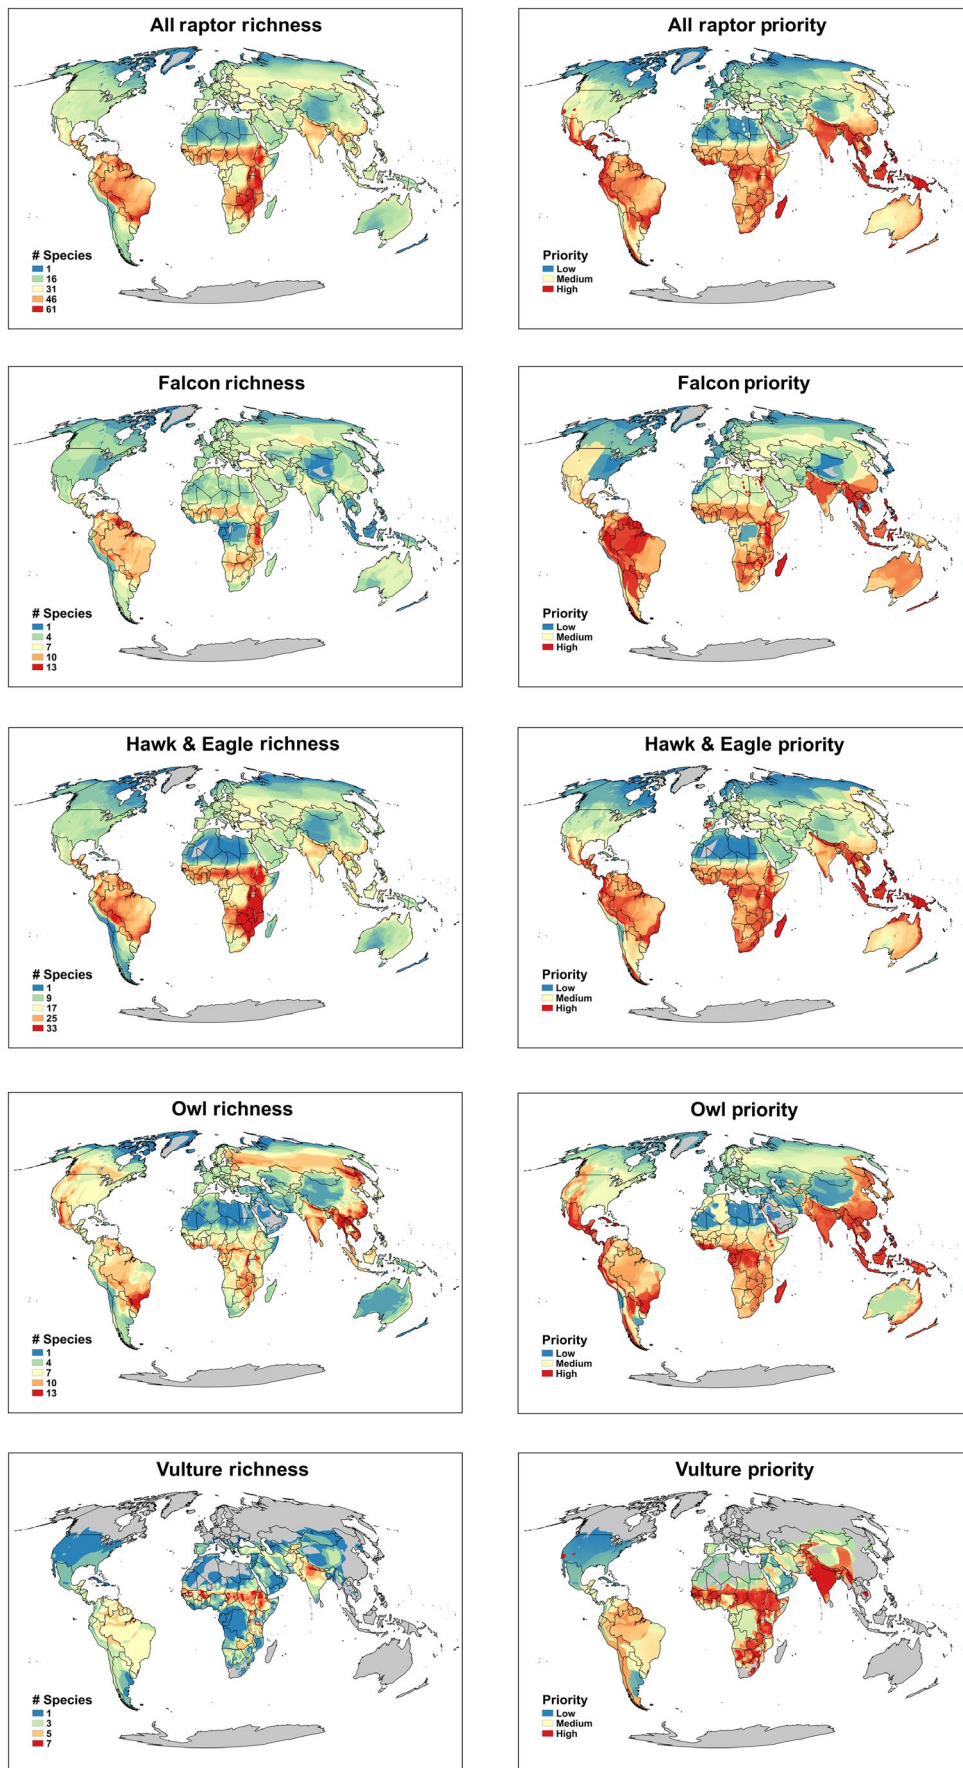 All raptor richness
# Species
1
16
31
46
61
All raptor priority
Priority
Low
Medium
High
Falcon richness
# Species
1
4
7
10
13
Falcon priority
Priority
Low
Medium
High
Hawk & Eagle richness
# Species
1
9
17
25
33
Hawk & Eagle priority
Priority
Low
Medium
High
Owl richness
# Species
1
4
7
10
13
Owl priority
Priority
Low
Medium
High
Vulture richness
# Species
1
3
5
7
Vulture priority
Priority
Low
Medium
High